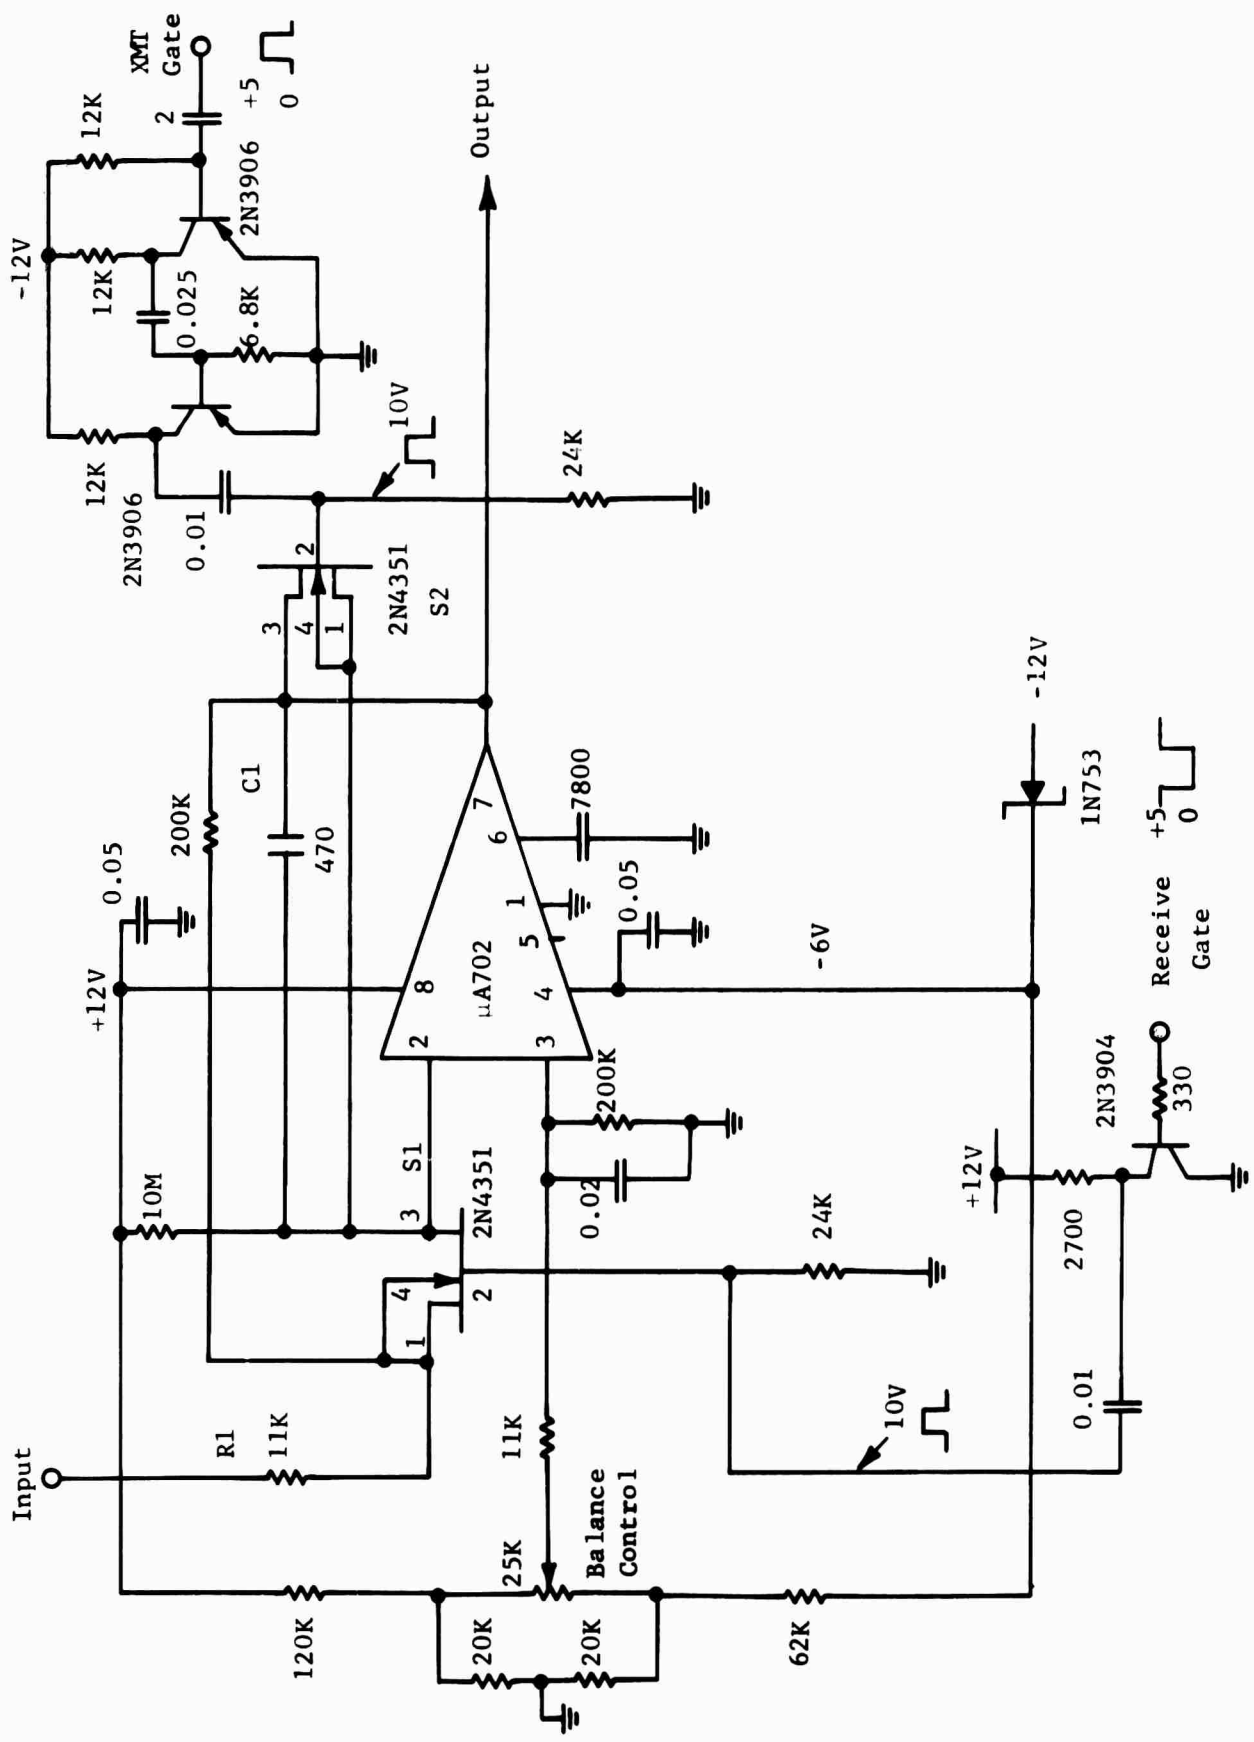 Input
R1
11K
120K
20K
20K
25K
Balance
Control
62K
11K
+12V
0.05
10M
200K
C1
470
S1
3
4
1
2
2N4351
2
3
8
μA702
4
5
1
6
7
7800
0.05
200K
0.02
24K
10V
0.01
2700
+12V
2N3904
330
Receive
Gate
+5
0
-6V
1N753
-12V
3
4
1
2
2N4351
S2
24K
10V
0.01
2N3906
12K
-12V
12K
0.025
6.8K
2N3906
12K
2
XMT
Gate
+5
0
Output